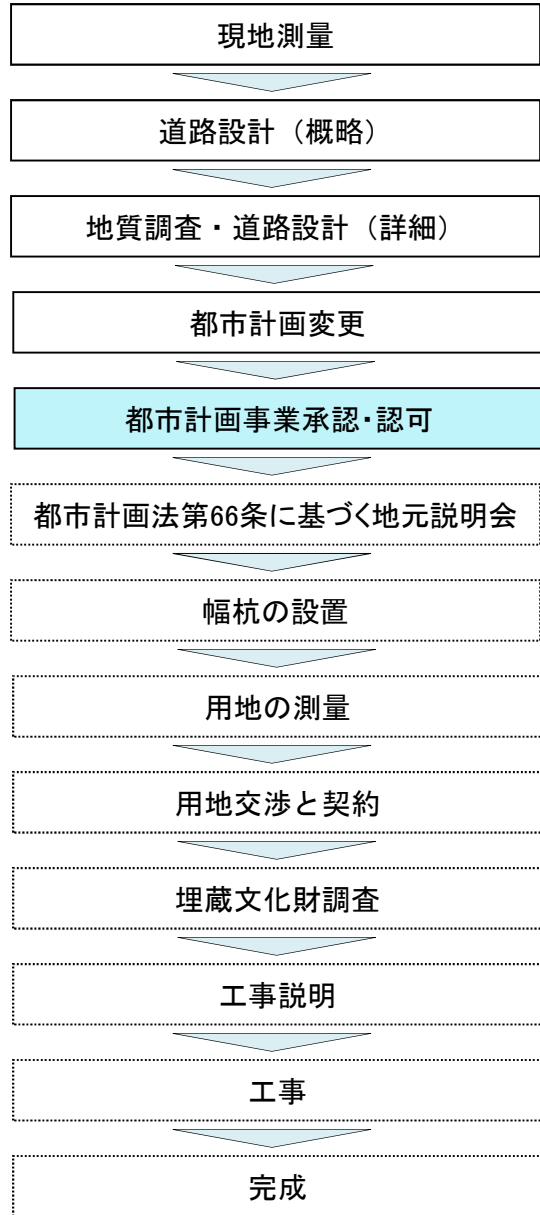 現地測量
道路設計（概略）
地質調査・道路設計（詳細）
都市計画変更
都市計画事業承認・認可
都市計画法第66条に基づく地元説明会
幅杭の設置
用地の測量
用地交渉と契約
埋蔵文化財調査
工事説明
工事
完成